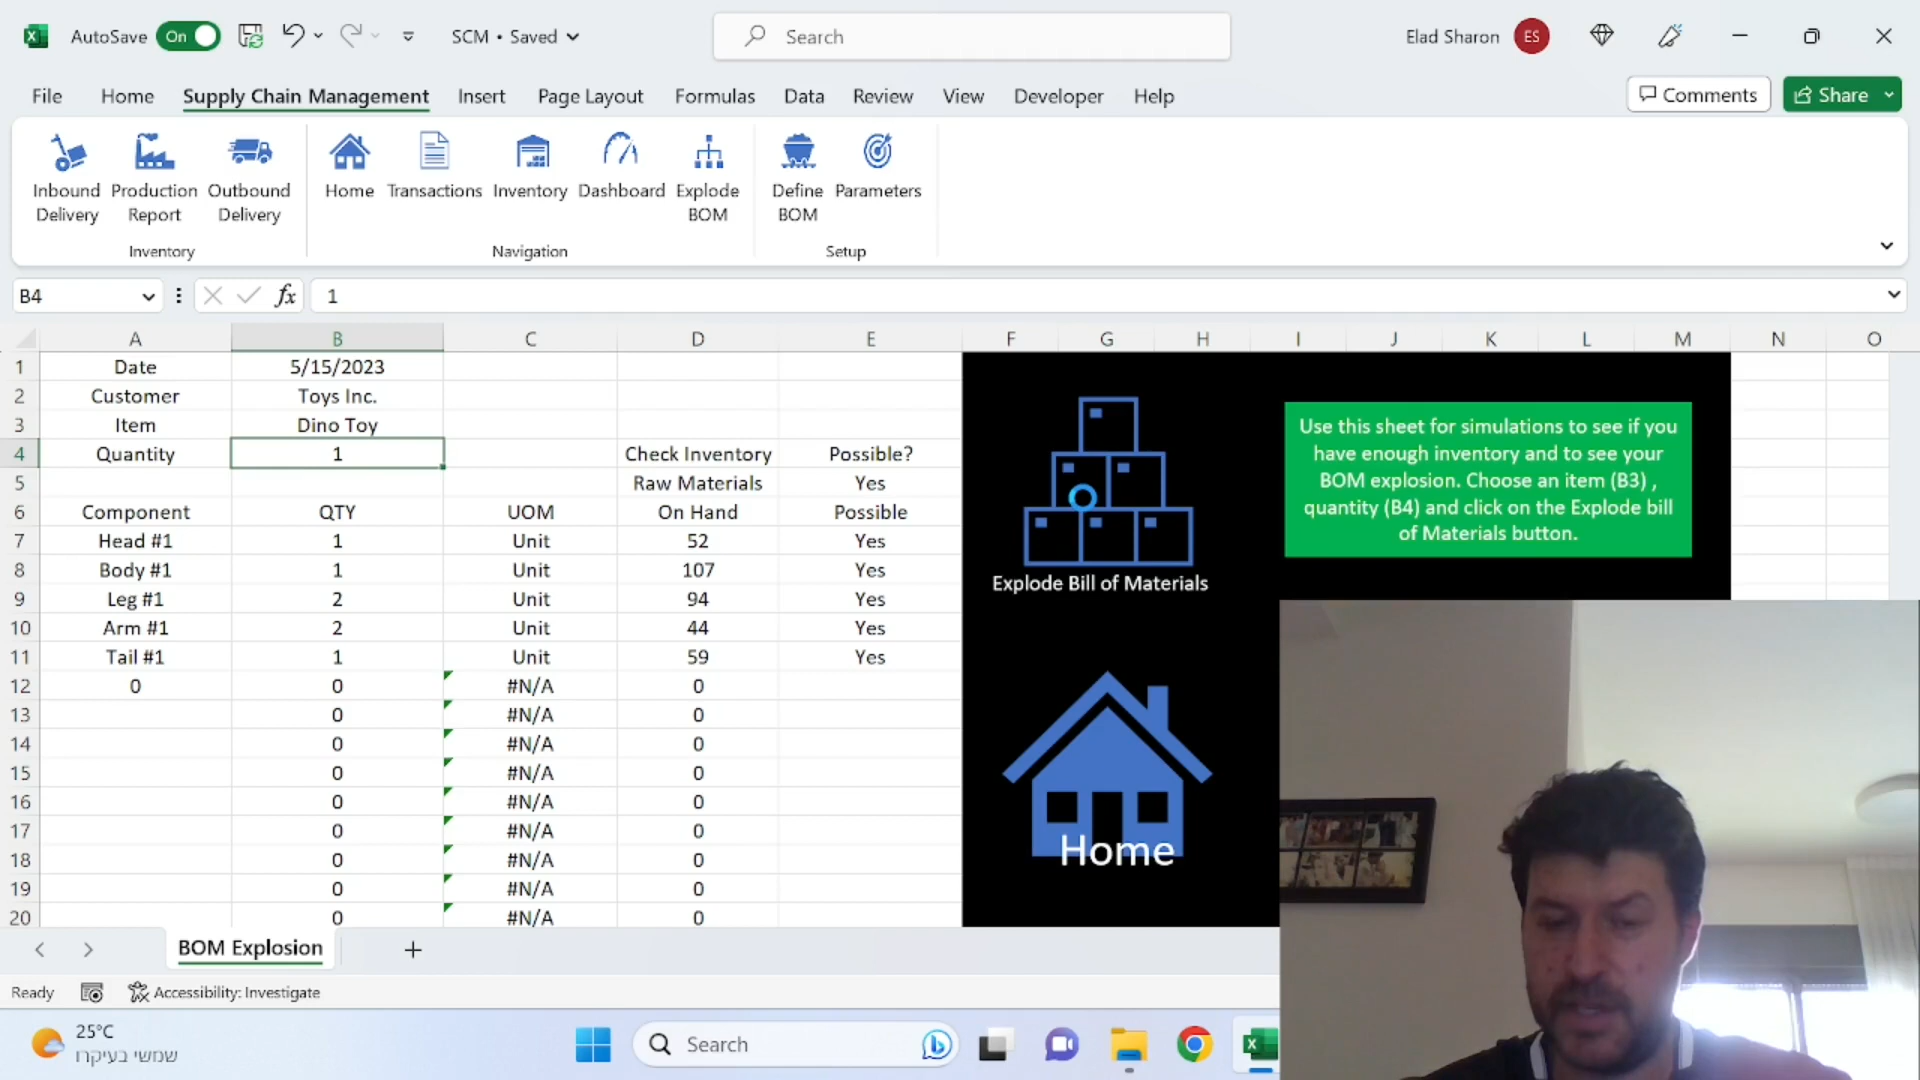 AutoSave On SCM • Saved Search Elad Sharon ES
File Home Supply Chain Management Insert Page Layout Formulas Data Review View Developer Help Comments Share
Inbound Delivery Production Report Outbound Delivery Home Transactions Inventory Dashboard Explode BOM Define BOM Parameters
Inventory Navigation Setup
B4 fx 1
A B C D E F G H I J K L M N O
1 Date 5/15/2023
2 Customer Toys Inc.
3 Item Dino Toy
4 Quantity 1 Check Inventory Possible?
5 Raw Materials Yes
6 Component QTY UOM On Hand Possible
7 Head #1 1 Unit 52 Yes
8 Body #1 1 Unit 107 Yes
9 Leg #1 2 Unit 94 Yes
10 Arm #1 2 Unit 44 Yes
11 Tail #1 1 Unit 59 Yes
12 0 0 #N/A 0
13 0 #N/A 0
14 0 #N/A 0
15 0 #N/A 0
16 0 #N/A 0
17 0 #N/A 0
18 0 #N/A 0
19 0 #N/A 0
20 0 #N/A 0
Explode Bill of Materials
Home
Use this sheet for simulations to see if you
have enough inventory and to see your
BOM explosion. Choose an item (B3) ,
quantity (B4) and click on the Explode bill
of Materials button.
BOM Explosion
Ready Accessibility: Investigate
25°C
שמשי בעיקרו
Search